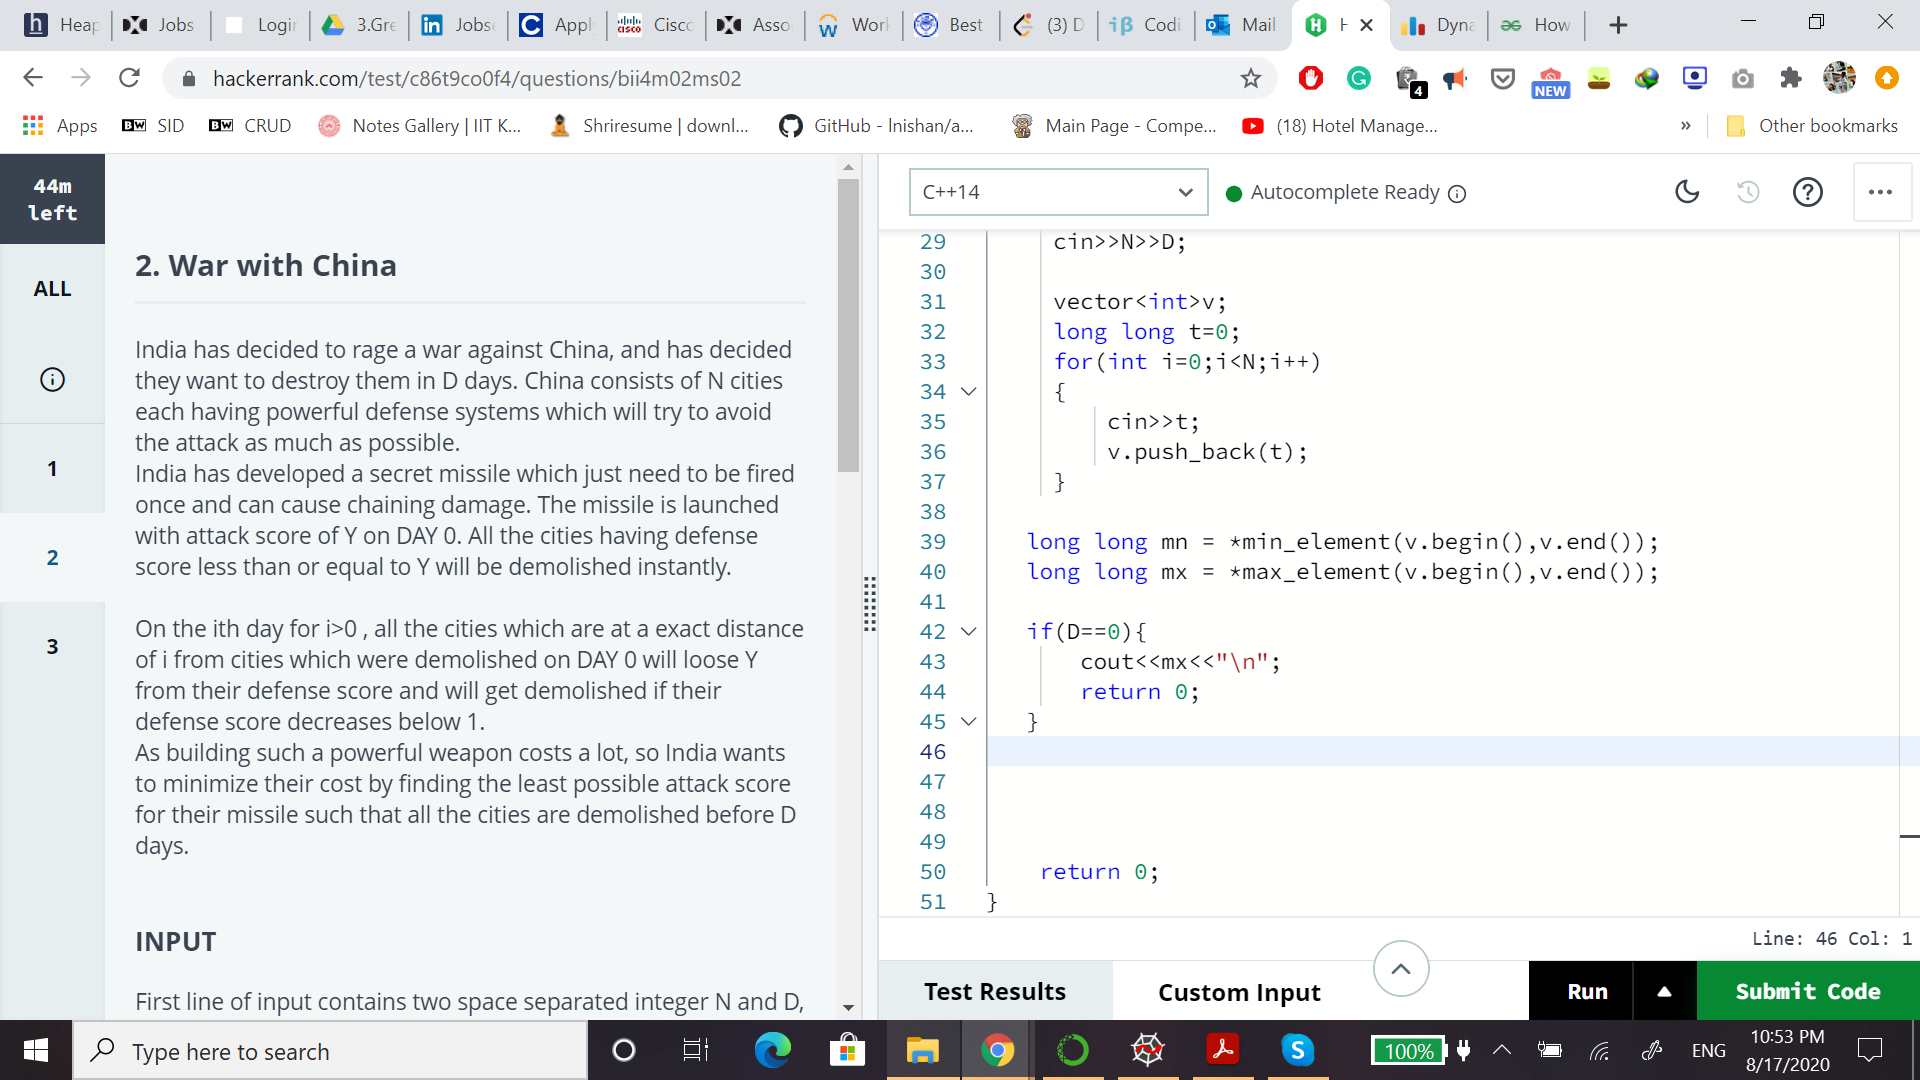 Heap
Jobs
Login
3.Gre
Jobs
Appl
Cisco
Asso
Work
Best
(3) D
Codi
Mail
H
Dyna
How
hackerrank.com/test/c86t9co0f4/questions/bii4m02ms02
4
NEW
Apps
SID
CRUD
Notes Gallery | IIT K...
Shriresume | downl...
GitHub - Inishan/a...
Main Page - Compe...
(18) Hotel Manage...
»
Other bookmarks
44m
left
ALL
1
2
3
2. War with China
India has decided to rage a war against China, and has decided
they want to destroy them in D days. China consists of N cities
each having powerful defense systems which will try to avoid
the attack as much as possible.
India has developed a secret missile which just need to be fired
once and can cause chaining damage. The missile is launched
with attack score of Y on DAY 0. All the cities having defense
score less than or equal to Y will be demolished instantly.
On the ith day for i>0 , all the cities which are at a exact distance
of i from cities which were demolished on DAY 0 will loose Y
from their defense score and will get demolished if their
defense score decreases below 1.
As building such a powerful weapon costs a lot, so India wants
to minimize their cost by finding the least possible attack score
for their missile such that all the cities are demolished before D
days.
INPUT
First line of input contains two space separated integer N and D,
C++14
Autocomplete Ready
29 cin>>N>>D;
30
31 vector<int>v;
32 long long t=0;
33 for(int i=0;i<N;i++)
34 {
35 cin>>t;
36 v.push_back(t);
37 }
38
39 long long mn = *min_element(v.begin(),v.end());
40 long long mx = *max_element(v.begin(),v.end());
41
42 if(D==0){
43 cout<<mx<<"\n";
44 return 0;
45 }
46
47
48
49
50 return 0;
51 }
Line: 46 Col: 1
Test Results
Custom Input
Run
Submit Code
Type here to search
100%
ENG
10:53 PM
8/17/2020